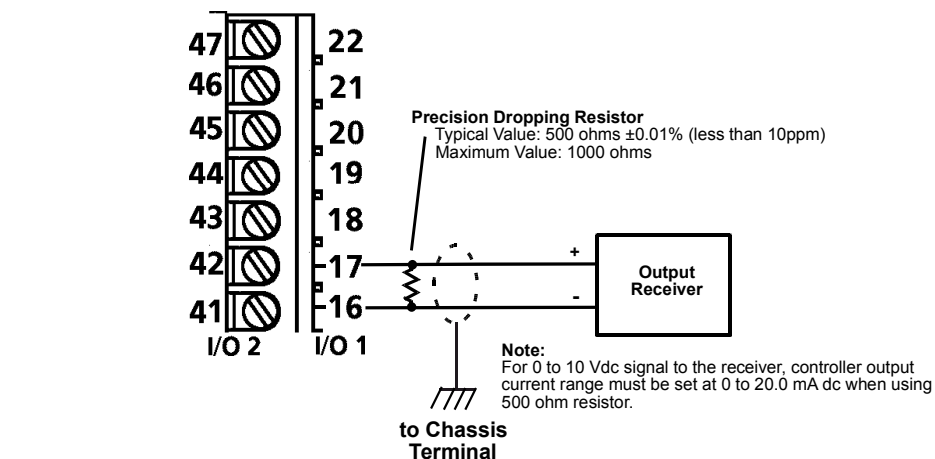 47 22
46 21
45 20
44 19
43 18
42 17
41 16
I/O 2 I/O 1
Precision Dropping Resistor
Typical Value: 500 ohms ±0.01% (less than 10ppm)
Maximum Value: 1000 ohms
+
-
Output
Receiver
Note:
For 0 to 10 Vdc signal to the receiver, controller output
current range must be set at 0 to 20.0 mA dc when using
500 ohm resistor.
to Chassis
Terminal